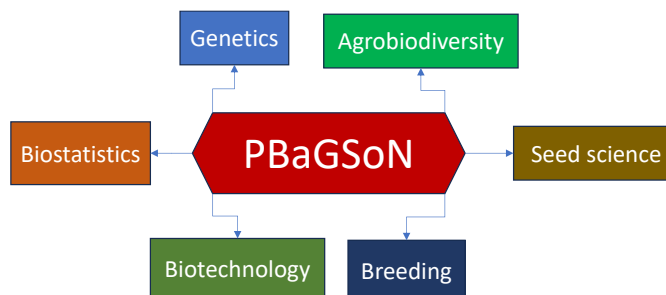 Genetics
Agrobiodiversity
Biostatistics
PBaGSoN
Seed science
Biotechnology
Breeding